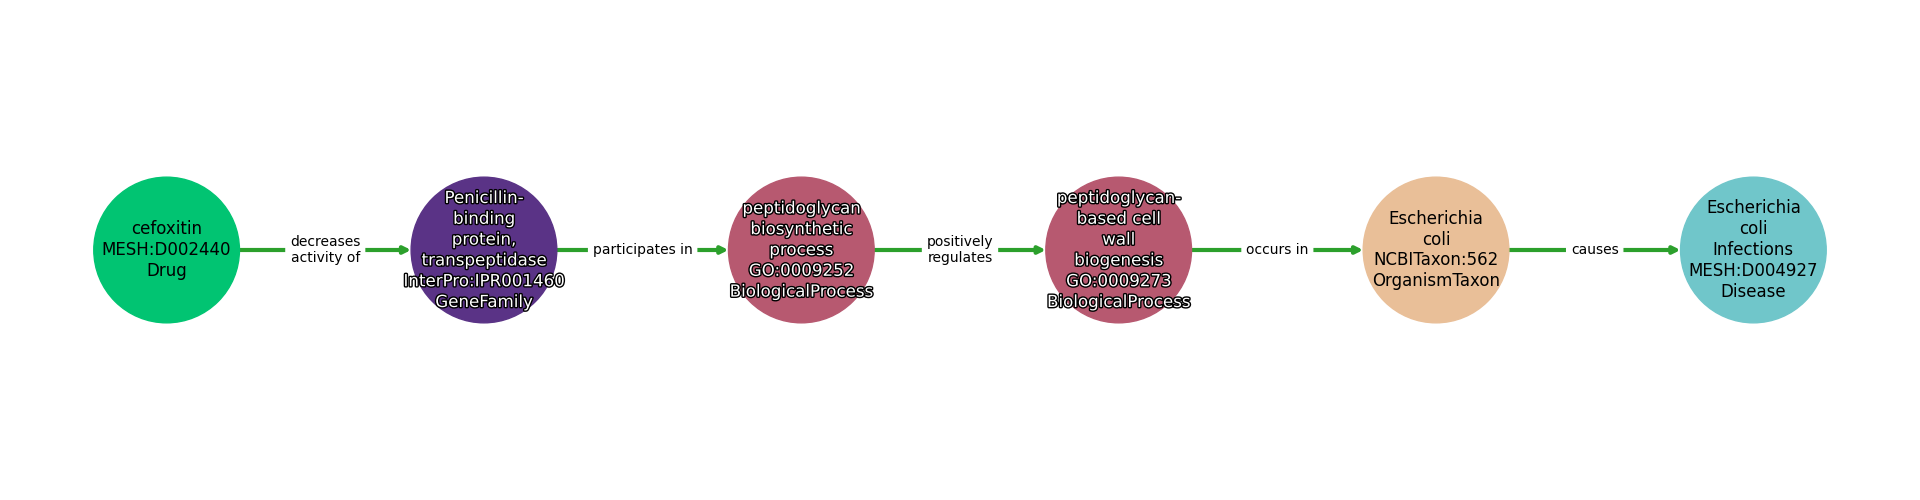 cefoxitin
MESH:D002440
Drug
decreases
activity of
Penicillin-
binding
protein,
transpeptidase
InterPro:IPR001460
GeneFamily
participates in
peptidoglycan
biosynthetic
process
GO:0009252
BiologicalProcess
positively
regulates
peptidoglycan-
based cell
wall
biogenesis
GO:0009273
BiologicalProcess
occurs in
Escherichia
coli
NCBITaxon:562
OrganismTaxon
causes
Escherichia
coli
Infections
MESH:D004927
Disease